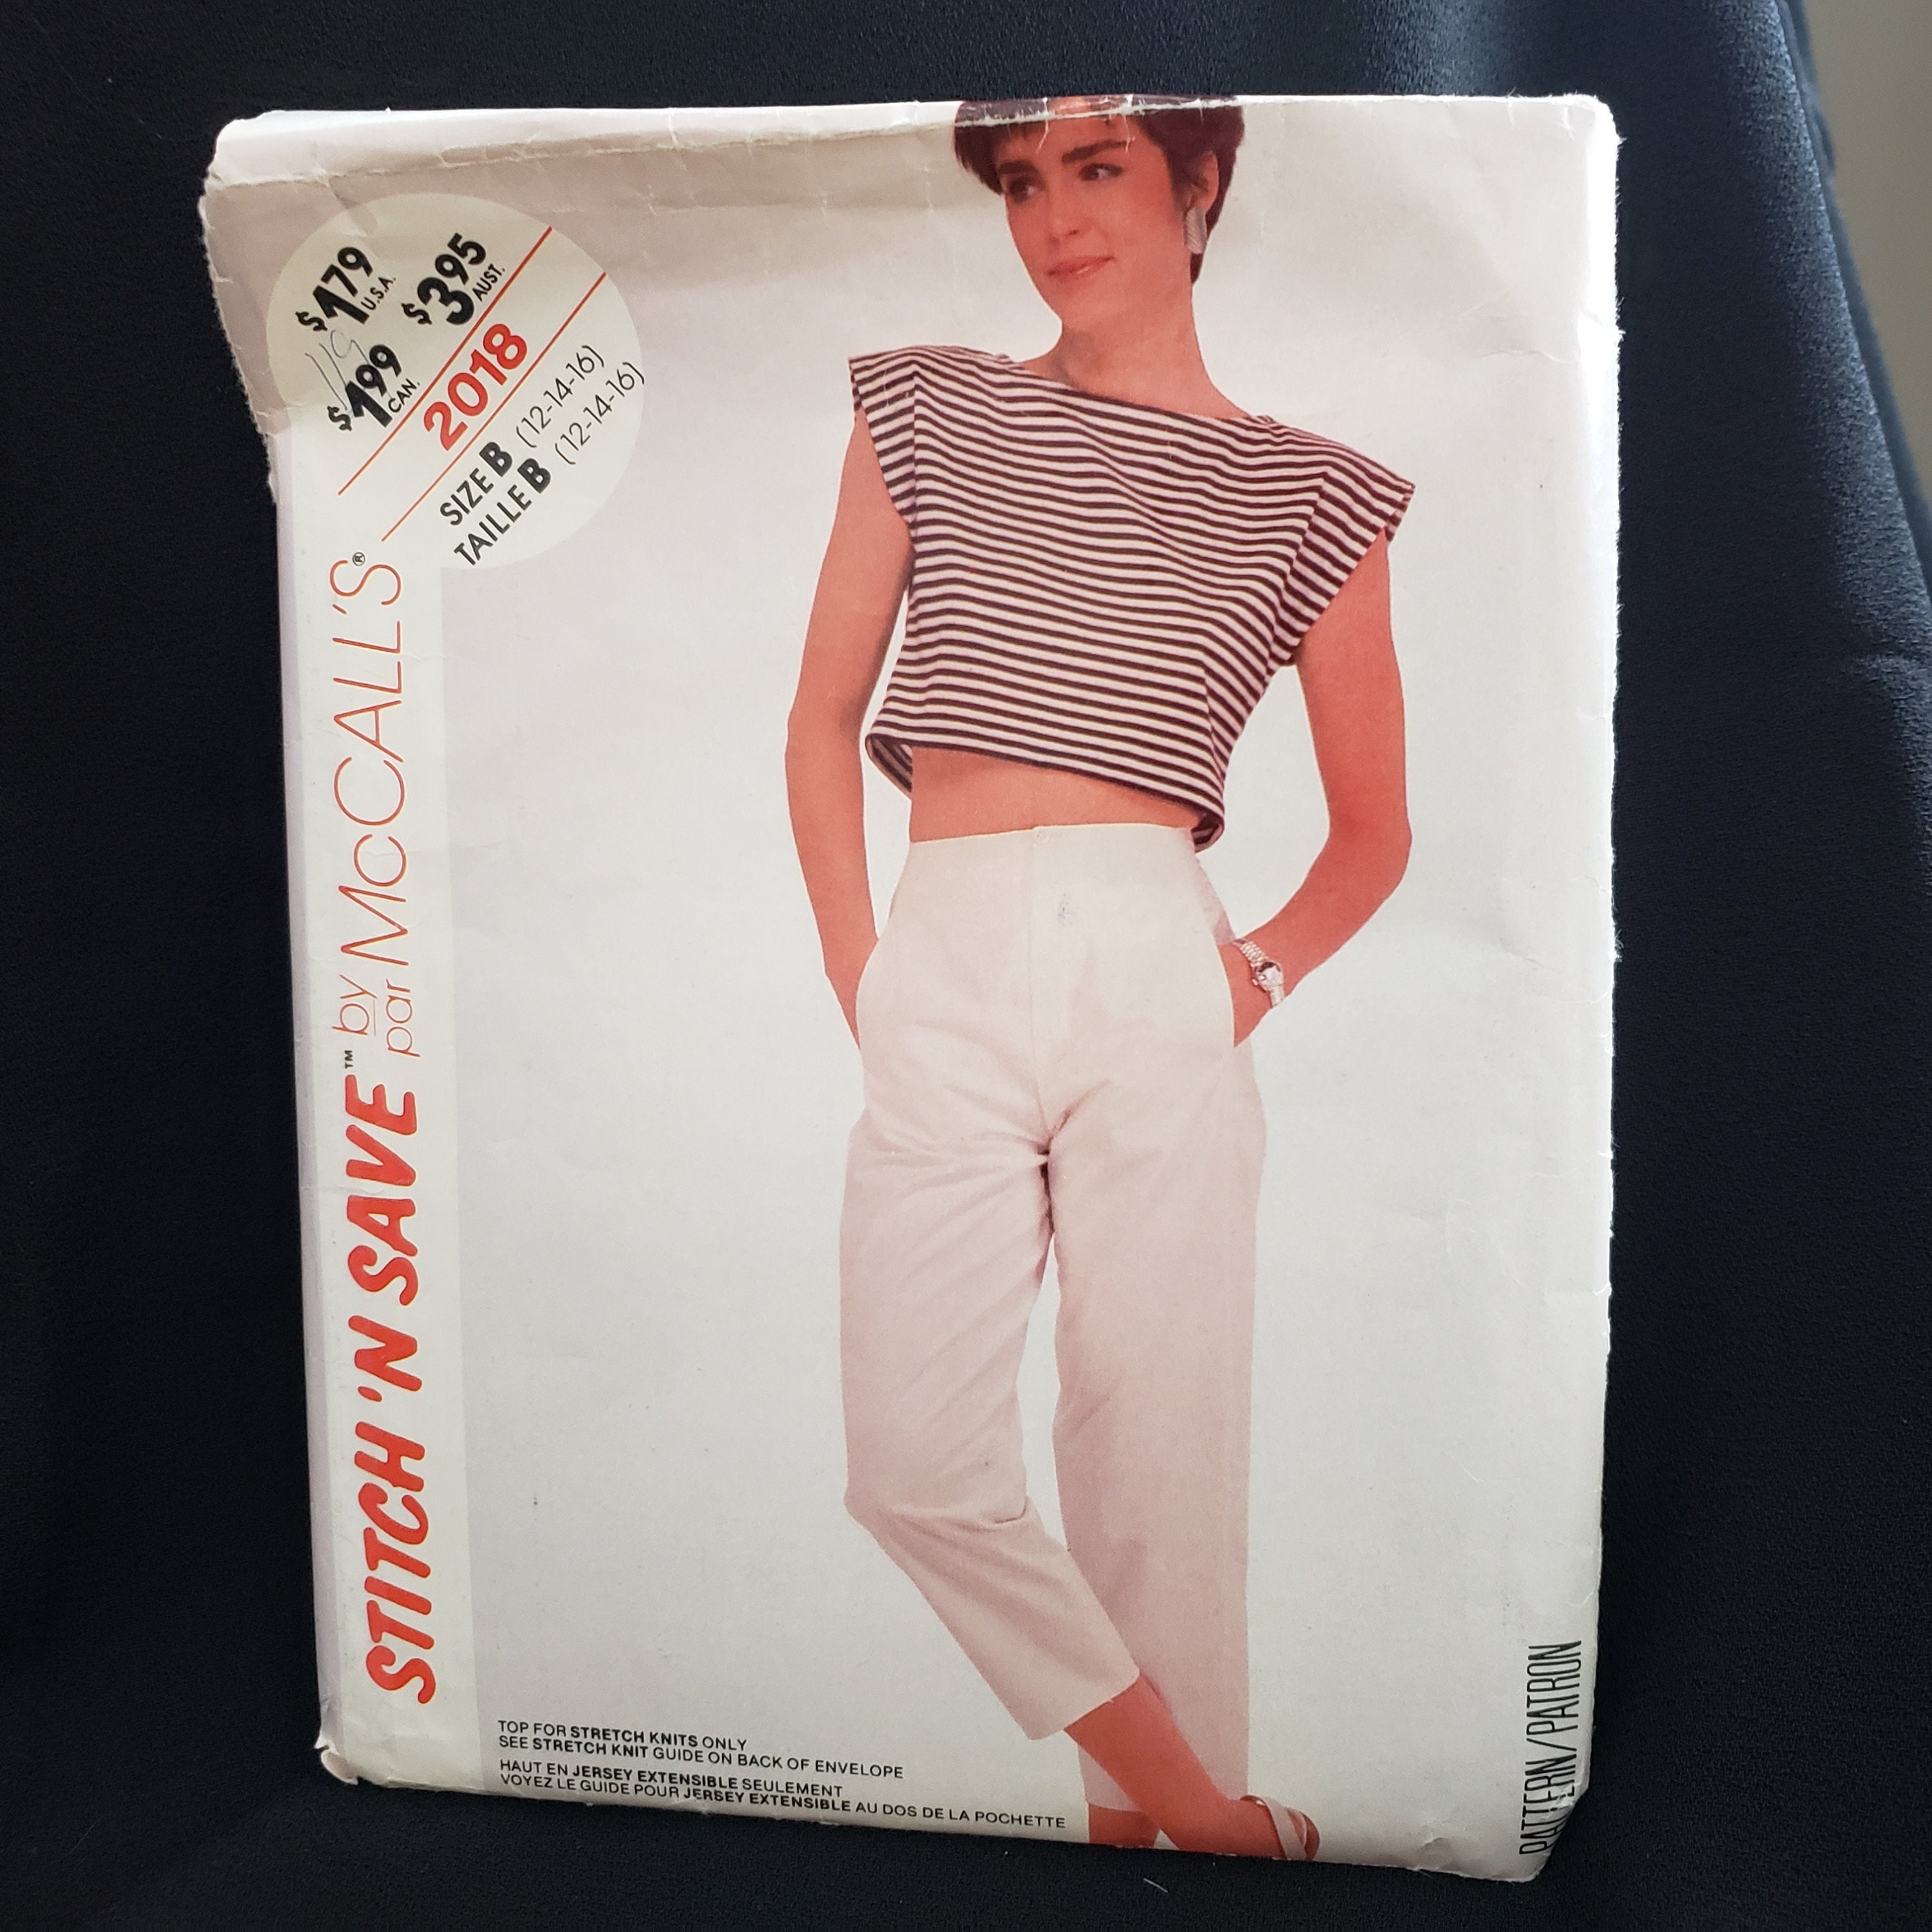 $1.79 U.S.A.
$3.95 AUST.
119
$1.99 CAN.
2018
SIZE B (12-14-16)
TAILLE B (12-14-16)
STITCH 'N SAVE™ by par McCALL'S®
TOP FOR STRETCH KNITS ONLY
SEE STRETCH KNIT GUIDE ON BACK OF ENVELOPE
HAUT EN JERSEY EXTENSIBLE SEULEMENT
VOYEZ LE GUIDE POUR JERSEY EXTENSIBLE AU DOS DE LA POCHETTE
PATTERN/PATRON